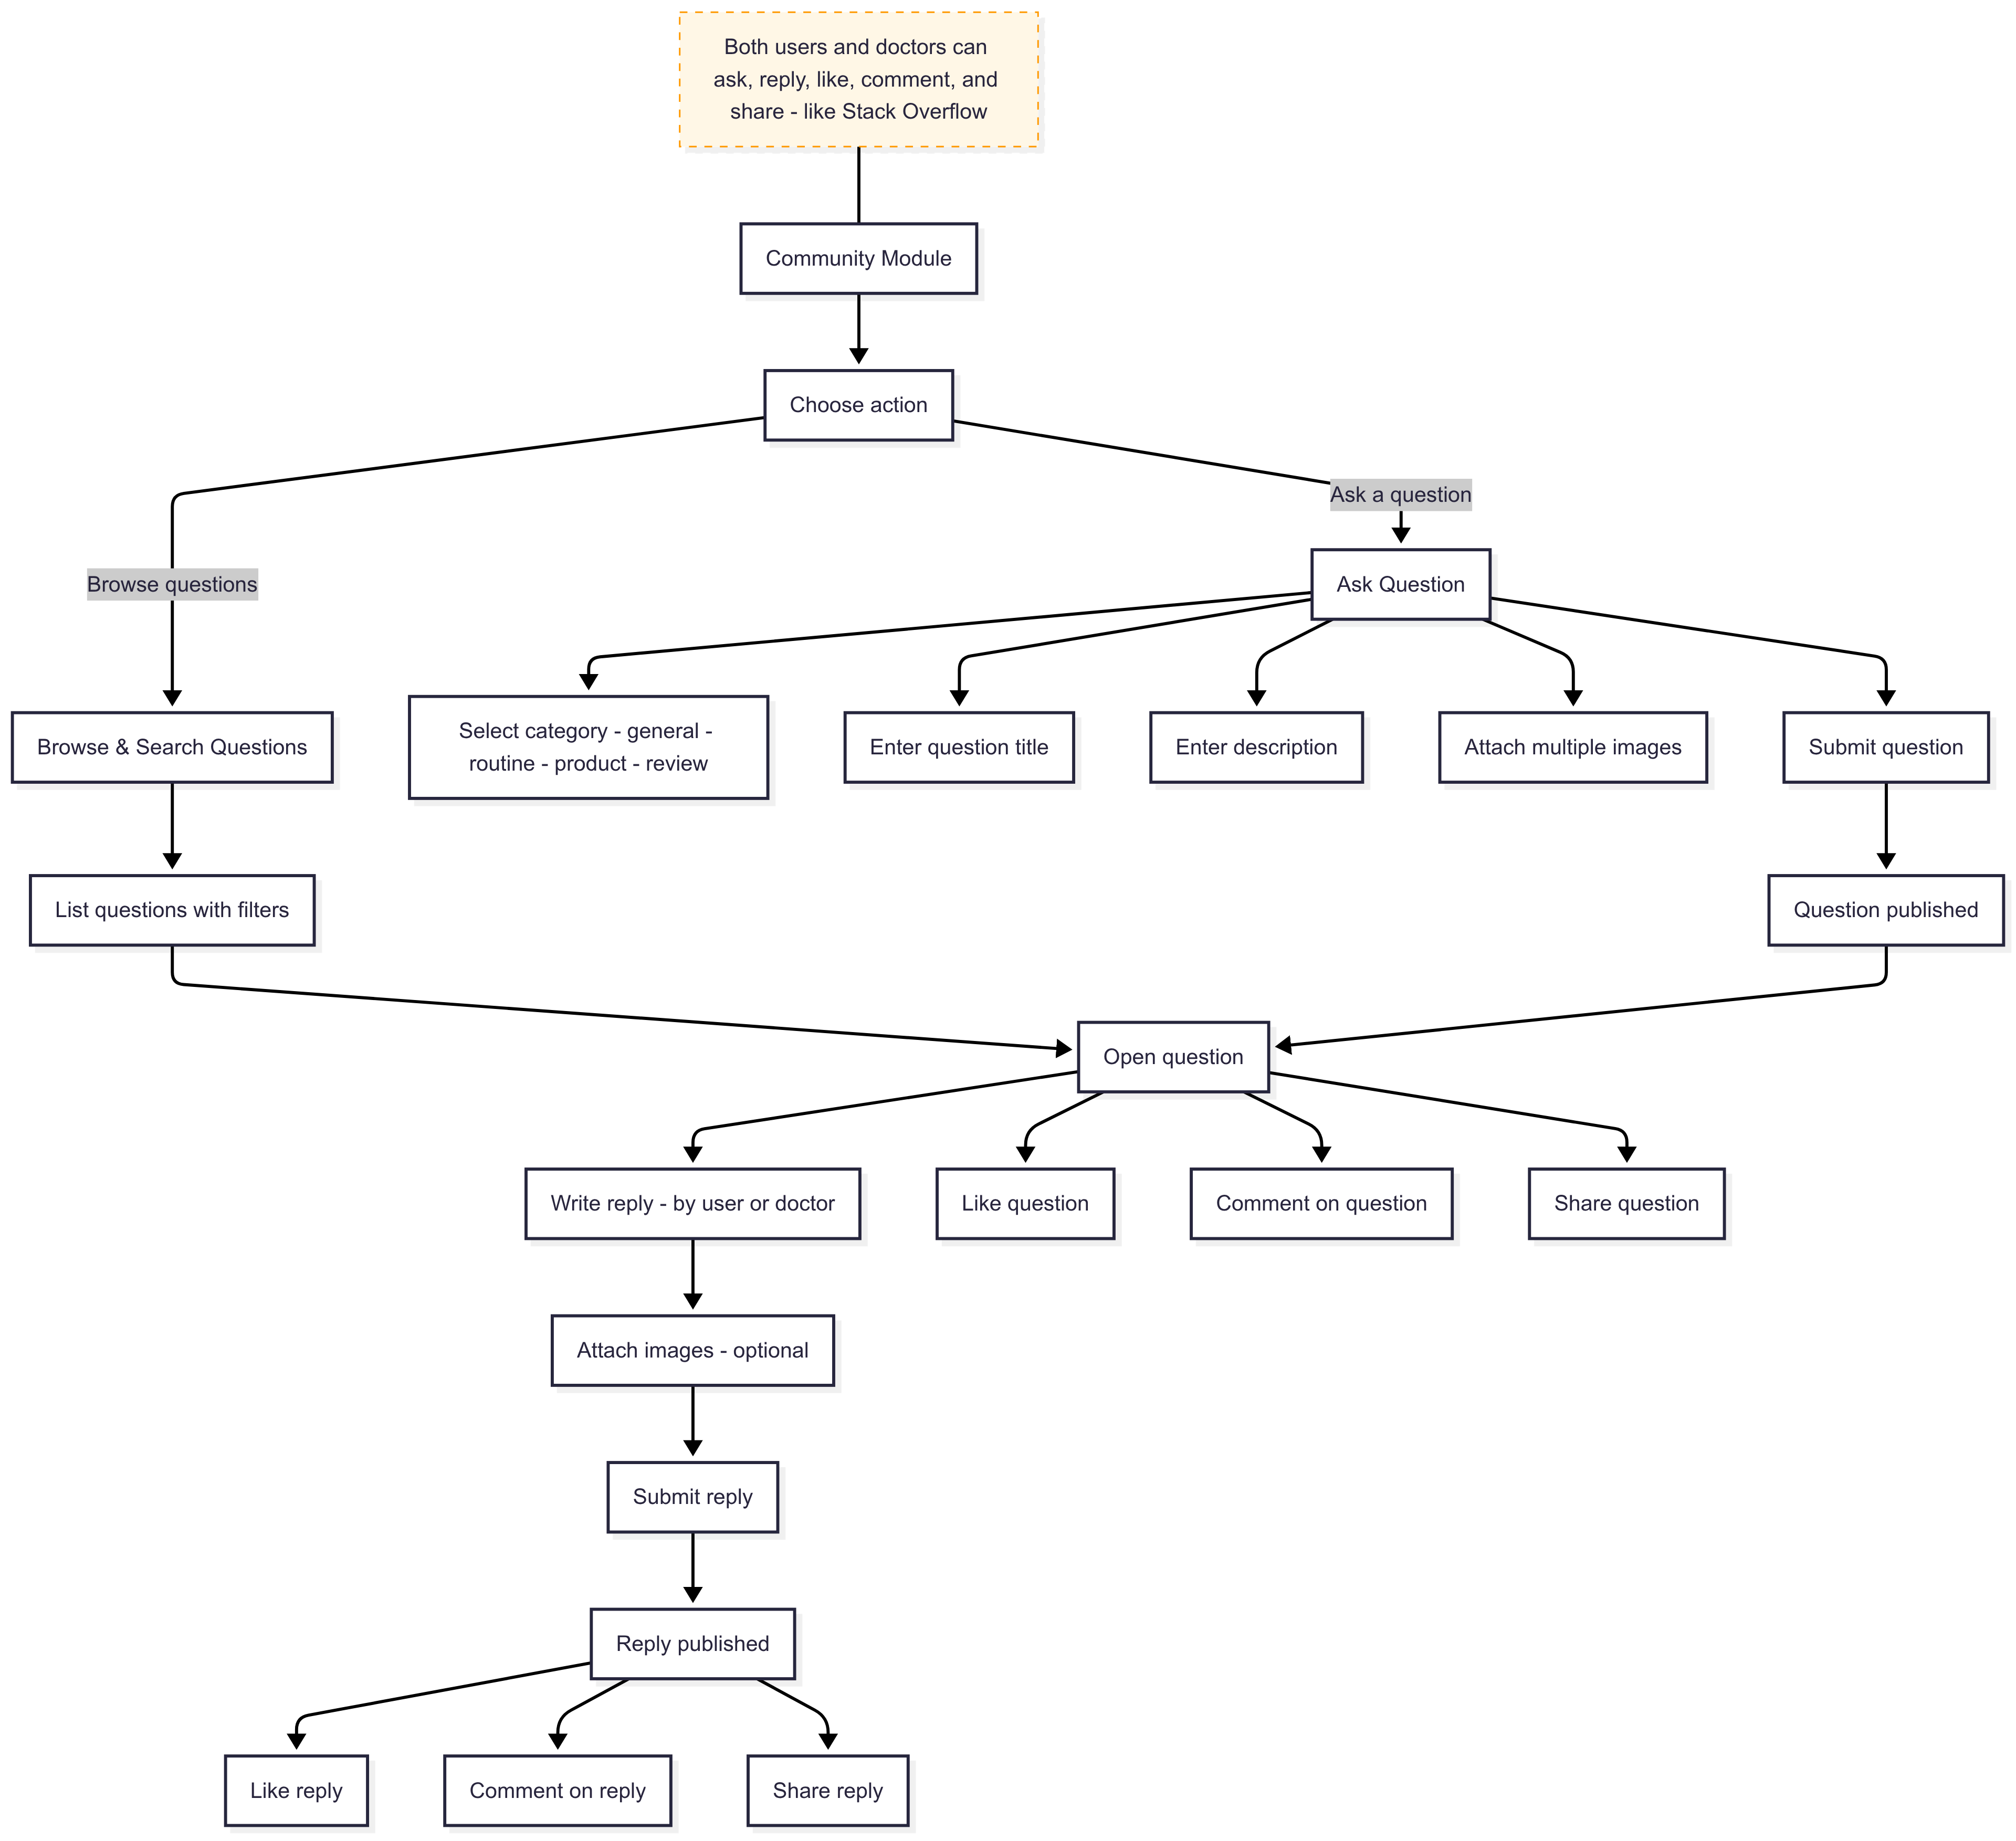 Both users and doctors can
ask, reply, like, comment, and
share - like Stack Overflow
Community Module
Choose action
Ask a question
Browse questions
Ask Question
Browse & Search Questions
Select category - general -
routine - product - review
Enter question title
Enter description
Attach multiple images
Submit question
List questions with filters
Question published
Open question
Write reply - by user or doctor
Like question
Comment on question
Share question
Attach images - optional
Submit reply
Reply published
Like reply
Comment on reply
Share reply